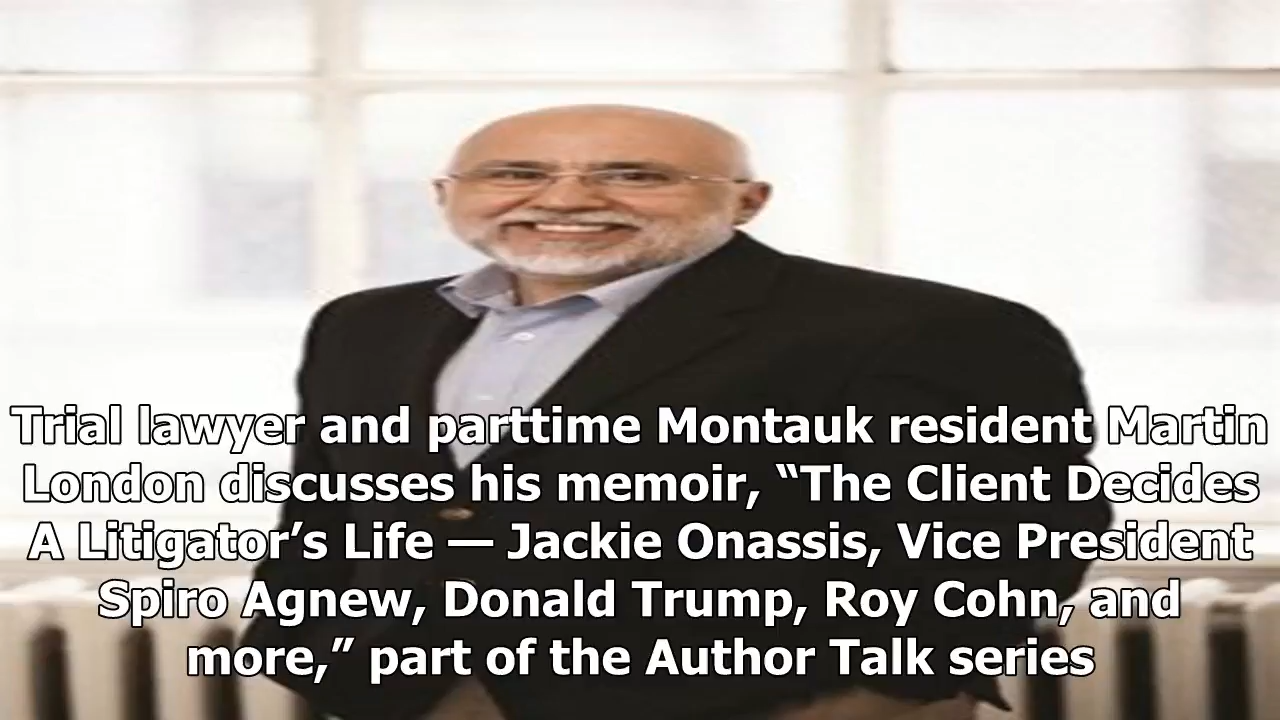 Trial lawyer and parttime Montauk resident Martin
London discusses his memoir, “The Client Decides
A Litigator’s Life — Jackie Onassis, Vice President
Spiro Agnew, Donald Trump, Roy Cohn, and
more,” part of the Author Talk series